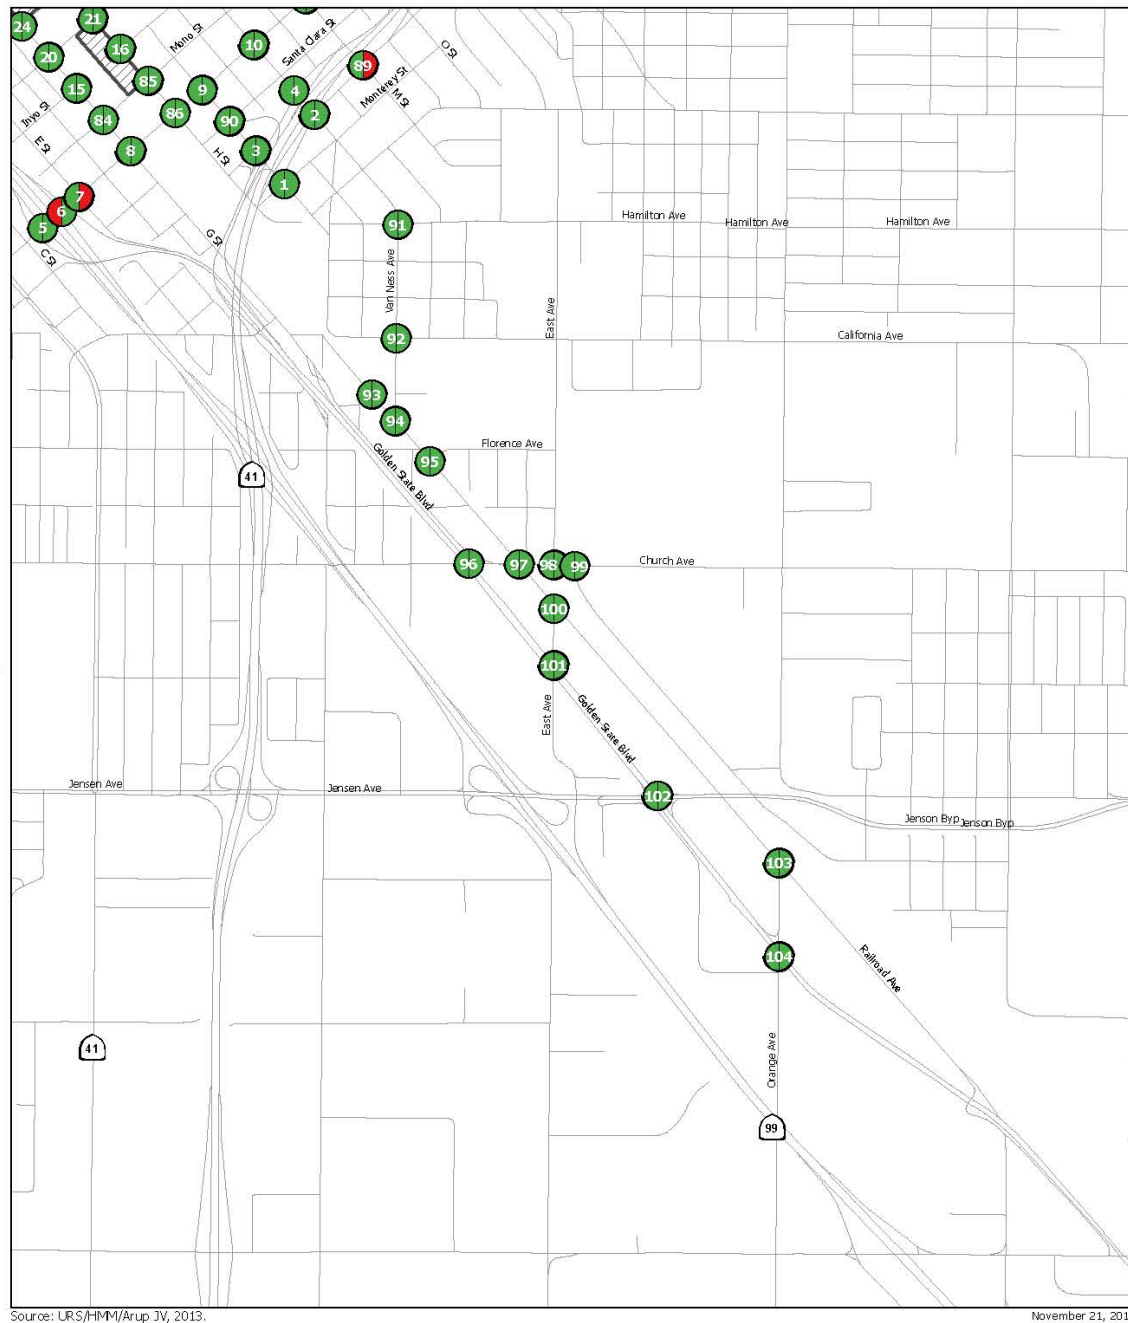 24
21
16
20
Mono St
10
Santa Clara St
O St
89
Monterey St
M St
15
85
9
4
2
Inyo St
84
86
90
E St
8
H St
3
1
7
6
5
C St
G St
91
Hamilton Ave
Hamilton Ave
Hamilton Ave
Van Ness Ave
East Ave
92
California Ave
93
94
Florence Ave
95
Golden State Blvd
41
96
97
98
99
Church Ave
100
101
East Ave
Golden State Blvd
Jensen Ave
Jensen Ave
102
Jenson Byp
Jenson Byp
103
104
Railroad Ave
41
Orange Ave
99
Source: URS/HMM/Arup JV, 2013.
November 21, 201